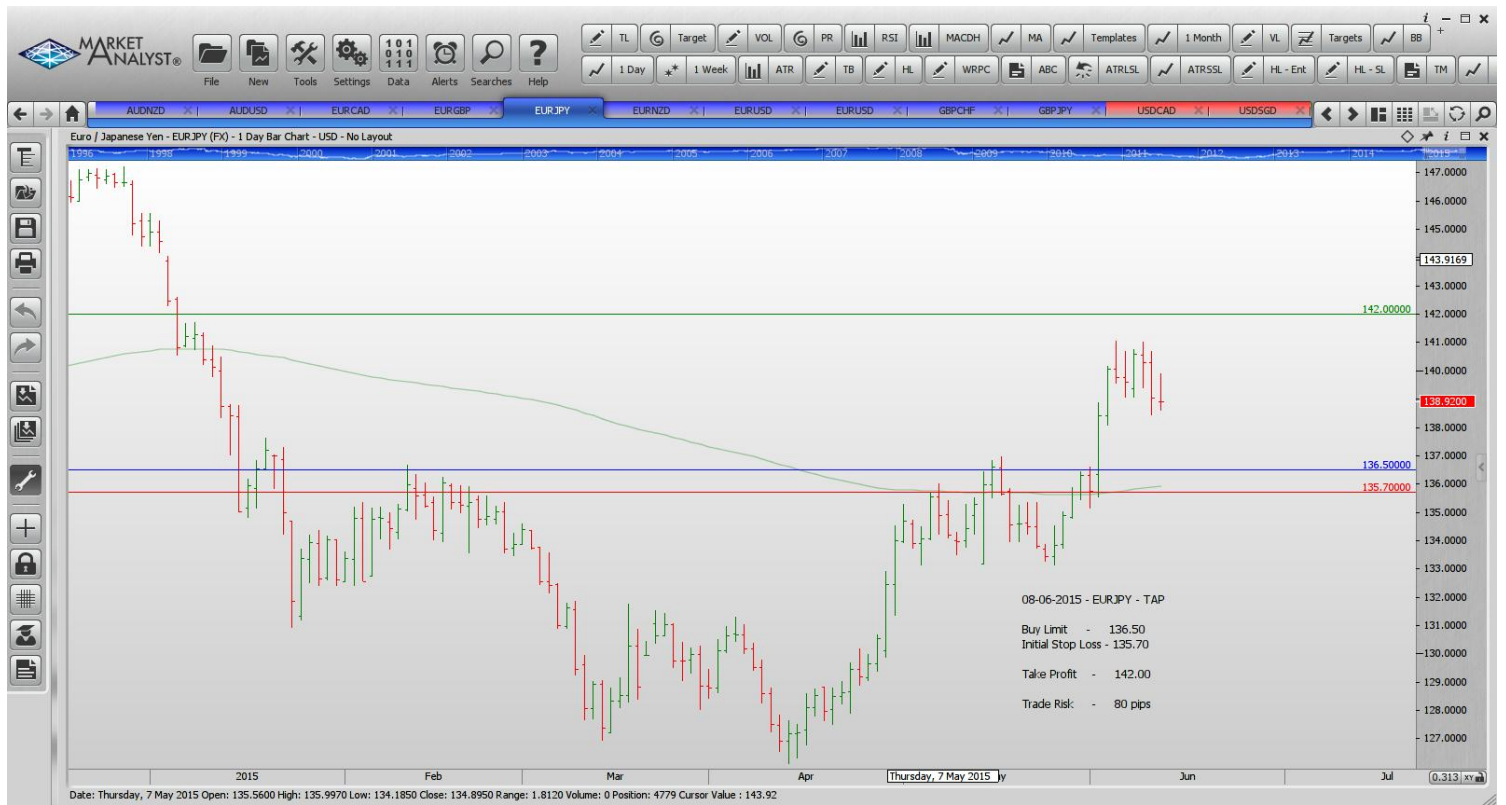 i
MARKET
ANALYST®
File New Tools Settings Data Alerts Searches Help
TL Target VOL PR RSI MACDH MA Templates 1 Month VL Targets BB +
1 Day 1 Week ATR TB HL WRPC ABC ATRLSL ATRSSL HL - Ent HL - SL TM
AUDNZD AUDUSD EURCAD EURGBP EURJPY EURNZD EURUSD EURUSD GBPCHF GBPJPY USDCAD USDSGD
Euro / Japanese Yen - EURJPY (FX) - 1 Day Bar Chart - USD - No Layout
i
1996 1998 1999 2000 2001 2002 2003 2004 2005 2006 2007 2008 2009 2010 2011 2012 2013 2014 2015
147.0000
146.0000
145.0000
143.9169
143.0000
142.00000
142.0000
141.0000
140.0000
138.9200
138.0000
137.0000
136.50000
136.0000
135.70000
135.0000
134.0000
133.0000
132.0000
131.0000
130.0000
129.0000
128.0000
127.0000
08-06-2015 - EURJPY - TAP
Buy Limit - 136.50
Initial Stop Loss - 135.70
Take Profit - 142.00
Trade Risk - 80 pips
2015 Feb Mar Apr Thursday, 7 May 2015 Jun Jul 0.313 XY
Date: Thursday, 7 May 2015 Open: 135.5600 High: 135.9970 Low: 134.1850 Close: 134.8950 Range: 1.8120 Volume: 0 Position: 4779 Cursor Value : 143.92